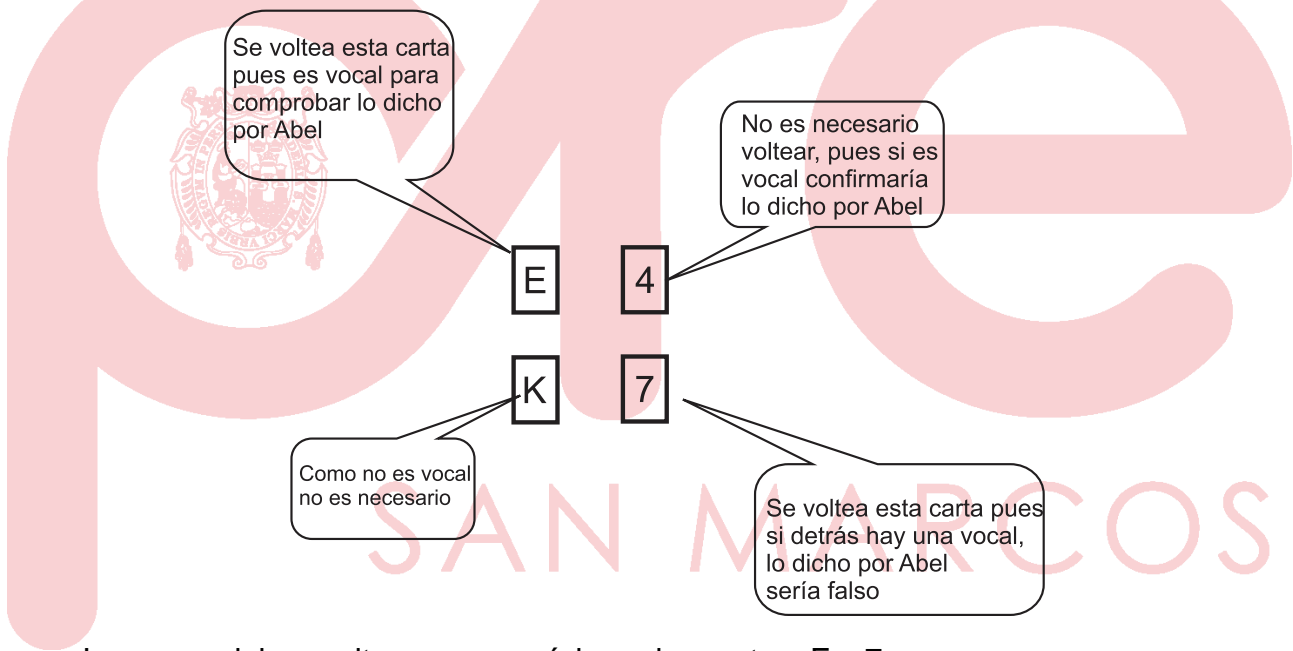 Se voltea esta carta
pues es vocal para
comprobar lo dicho
por Abel
No es necesario
voltear, pues si es
vocal confirmaría
lo dicho por Abel
E
4
K
7
Como no es vocal
no es necesario
Se voltea esta carta pues
si detrás hay una vocal,
lo dicho por Abel
sería falso
pre
SAN MARCOS